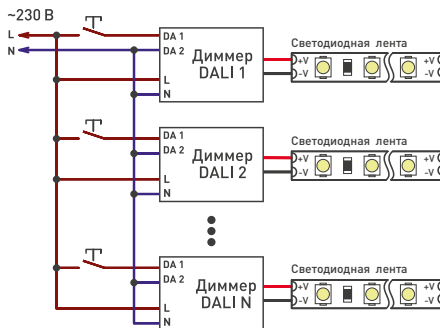 ~230 В
L
N
DA 1
DA 2
L
N
Диммер
DALI 1
Светодиодная лента
+V
-V
+V
-V
DA 1
DA 2
L
N
Диммер
DALI 2
Светодиодная лента
+V
-V
+V
-V
DA 1
DA 2
L
N
Диммер
DALI N
Светодиодная лента
+V
-V
+V
-V